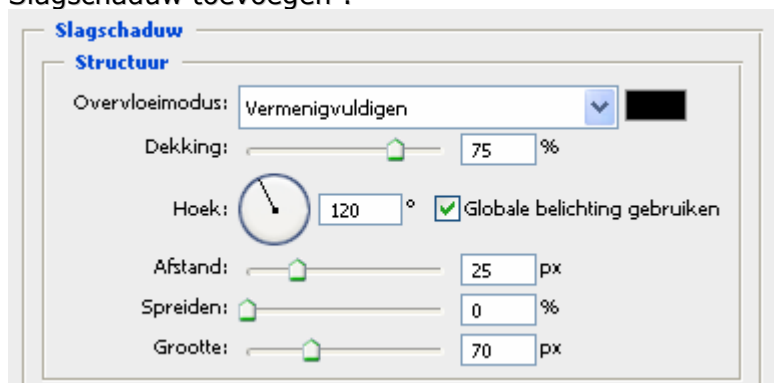 Slagschaduw toevoegen .
Slagschaduw
Structuur
Overvloeimodus: Vermenigvuldigen
Dekking: 75 %
Hoek: 120 ° Globale belichting gebruiken
Afstand: 25 px
Spreiden: 0 %
Grootte: 70 px